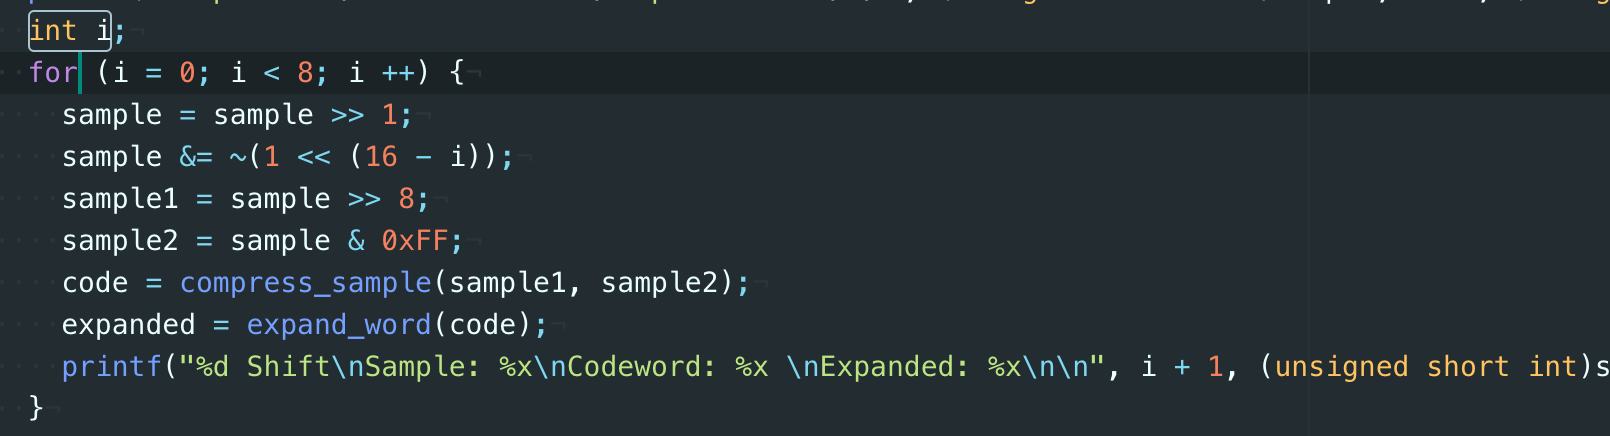 int i;
for (i = 0; i < 8; i ++) {
sample = sample >> 1;
sample &= ~(1 << (16 - i));
sample1 = sample >> 8;
sample2 = sample & 0xFF;
code = compress_sample(sample1, sample2);
expanded = expand_word(code);
printf("%d Shift\nSample: %x\nCodeword: %x \nExpanded: %x\n\n", i + 1, (unsigned short int)s
}